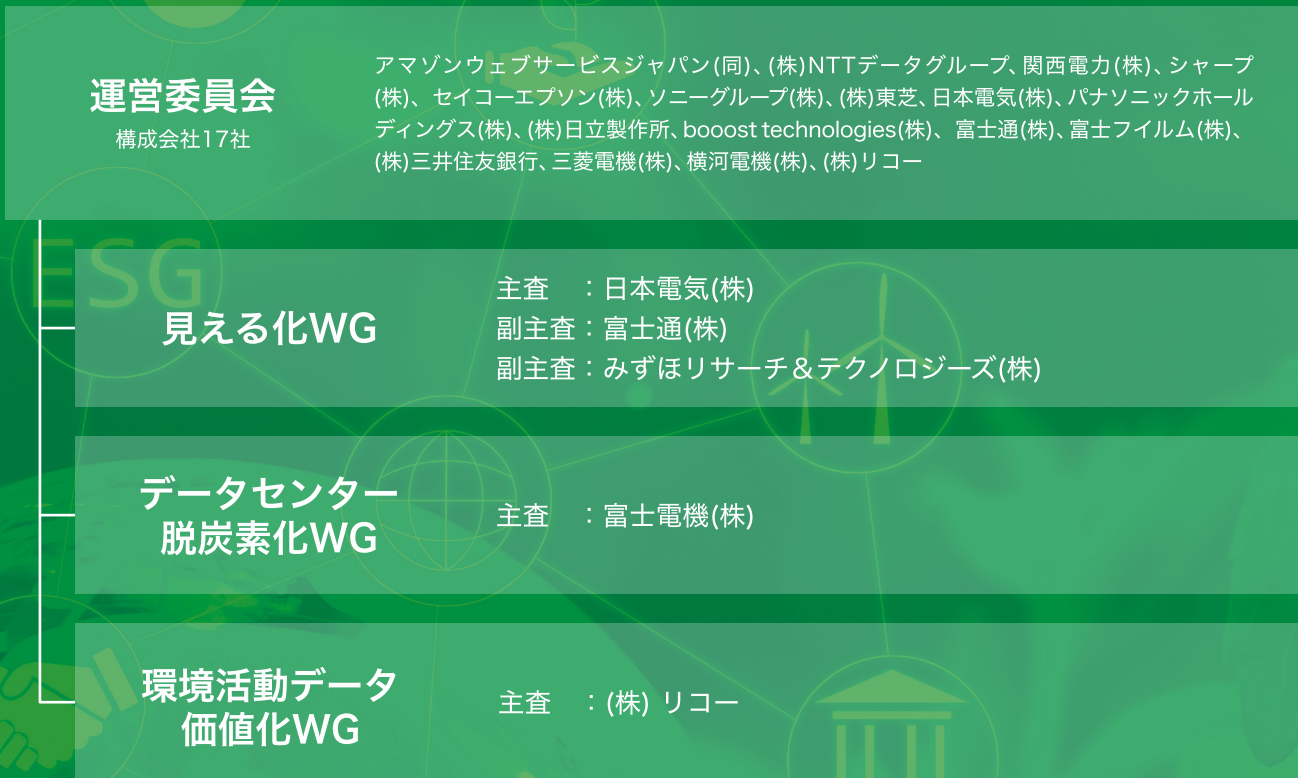 運営委員会
構成会社17社
アマゾンウェブサービスジャパン(同)、(株)NTTデータグループ、関西電力(株)、シャープ
(株)、セイコーエプソン(株)、ソニーグループ(株)、(株)東芝、日本電気(株)、パナソニックホール
ディングス(株)、(株)日立製作所、booost technologies(株)、富士通(株)、富士フイルム(株)、
(株)三井住友銀行、三菱電機(株)、横河電機(株)、(株)リコー
ESG
見える化WG
主査　：日本電気(株)
副主査：富士通(株)
副主査：みずほリサーチ＆テクノロジーズ(株)
データセンター
脱炭素化WG
主査　：富士電機(株)
環境活動データ
価値化WG
主査　：(株) リコー